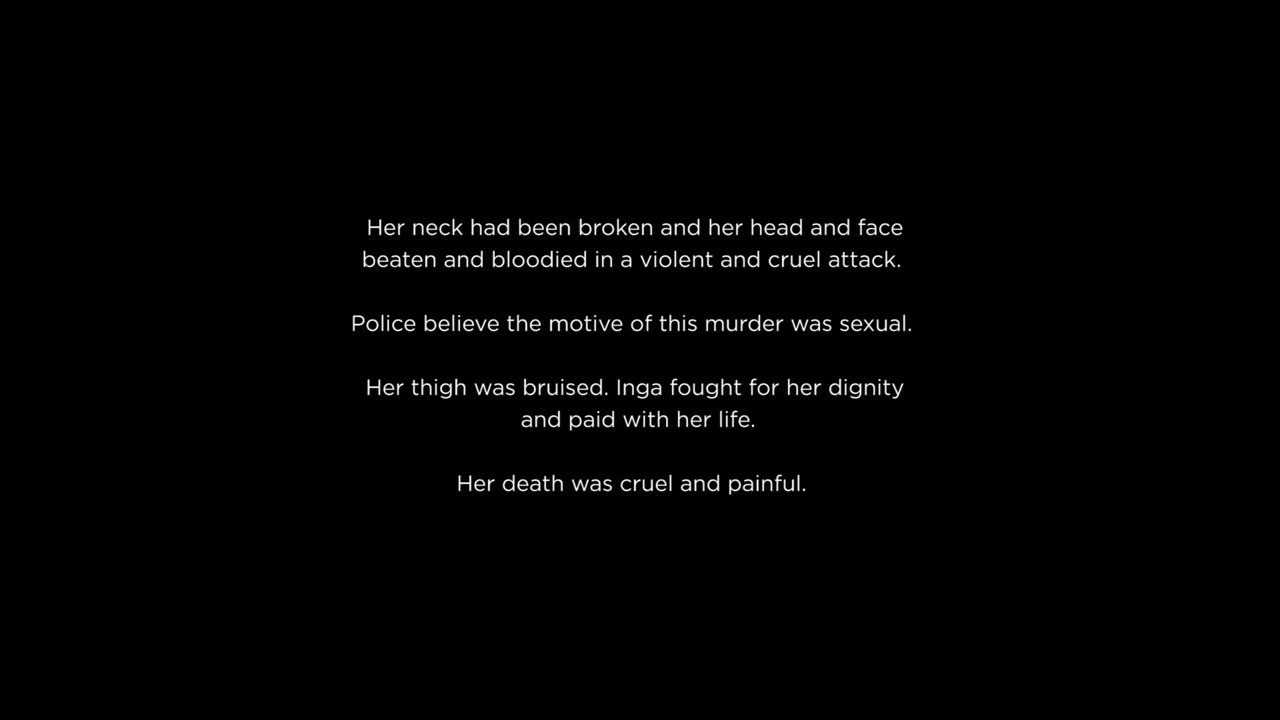 Her neck had been broken and her head and face
beaten and bloodied in a violent and cruel attack.
Police believe the motive of this murder was sexual.
Her thigh was bruised. Inga fought for her dignity
and paid with her life.
Her death was cruel and painful.